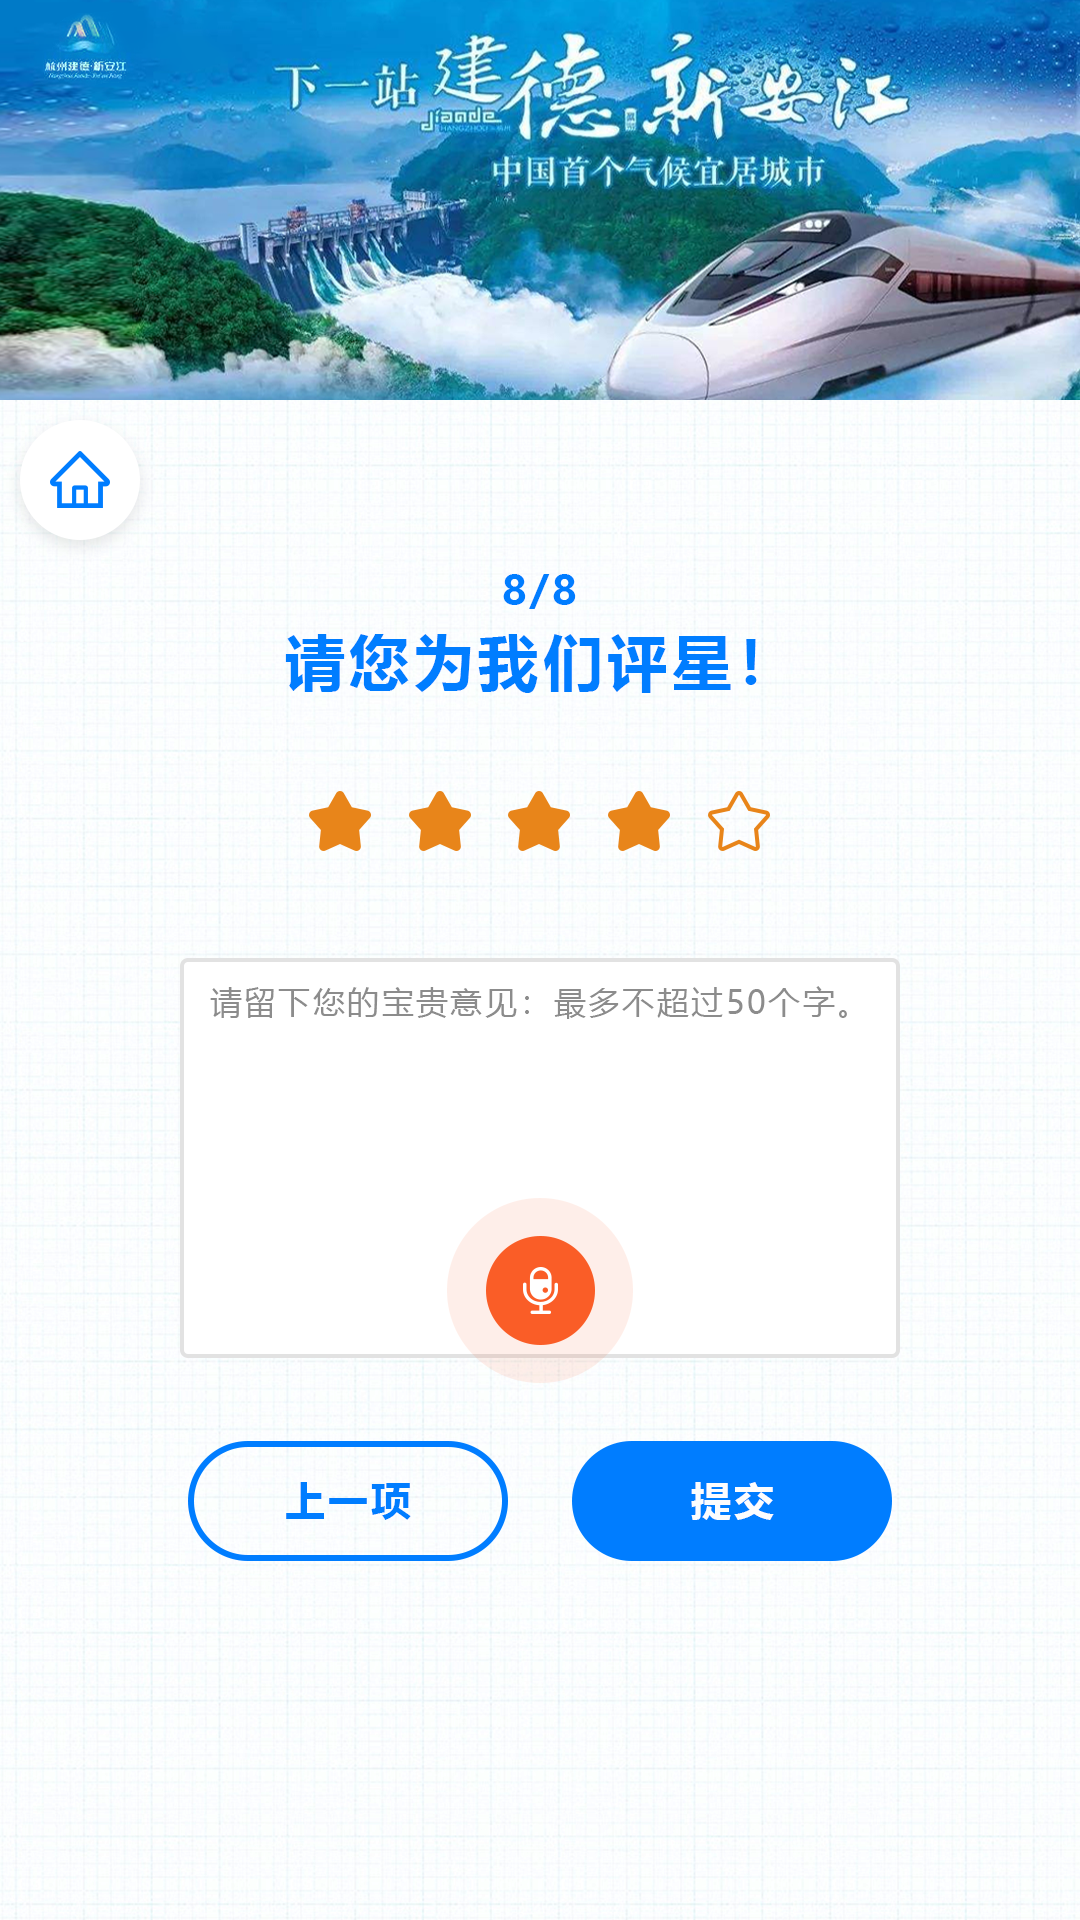 杭州建德·新安江
下一站 建德 新安江
jiande
HANGZHOU
中国首个气候宜居城市
8/8
请您为我们评星！
请留下您的宝贵意见：最多不超过50个字。
上一项
提交